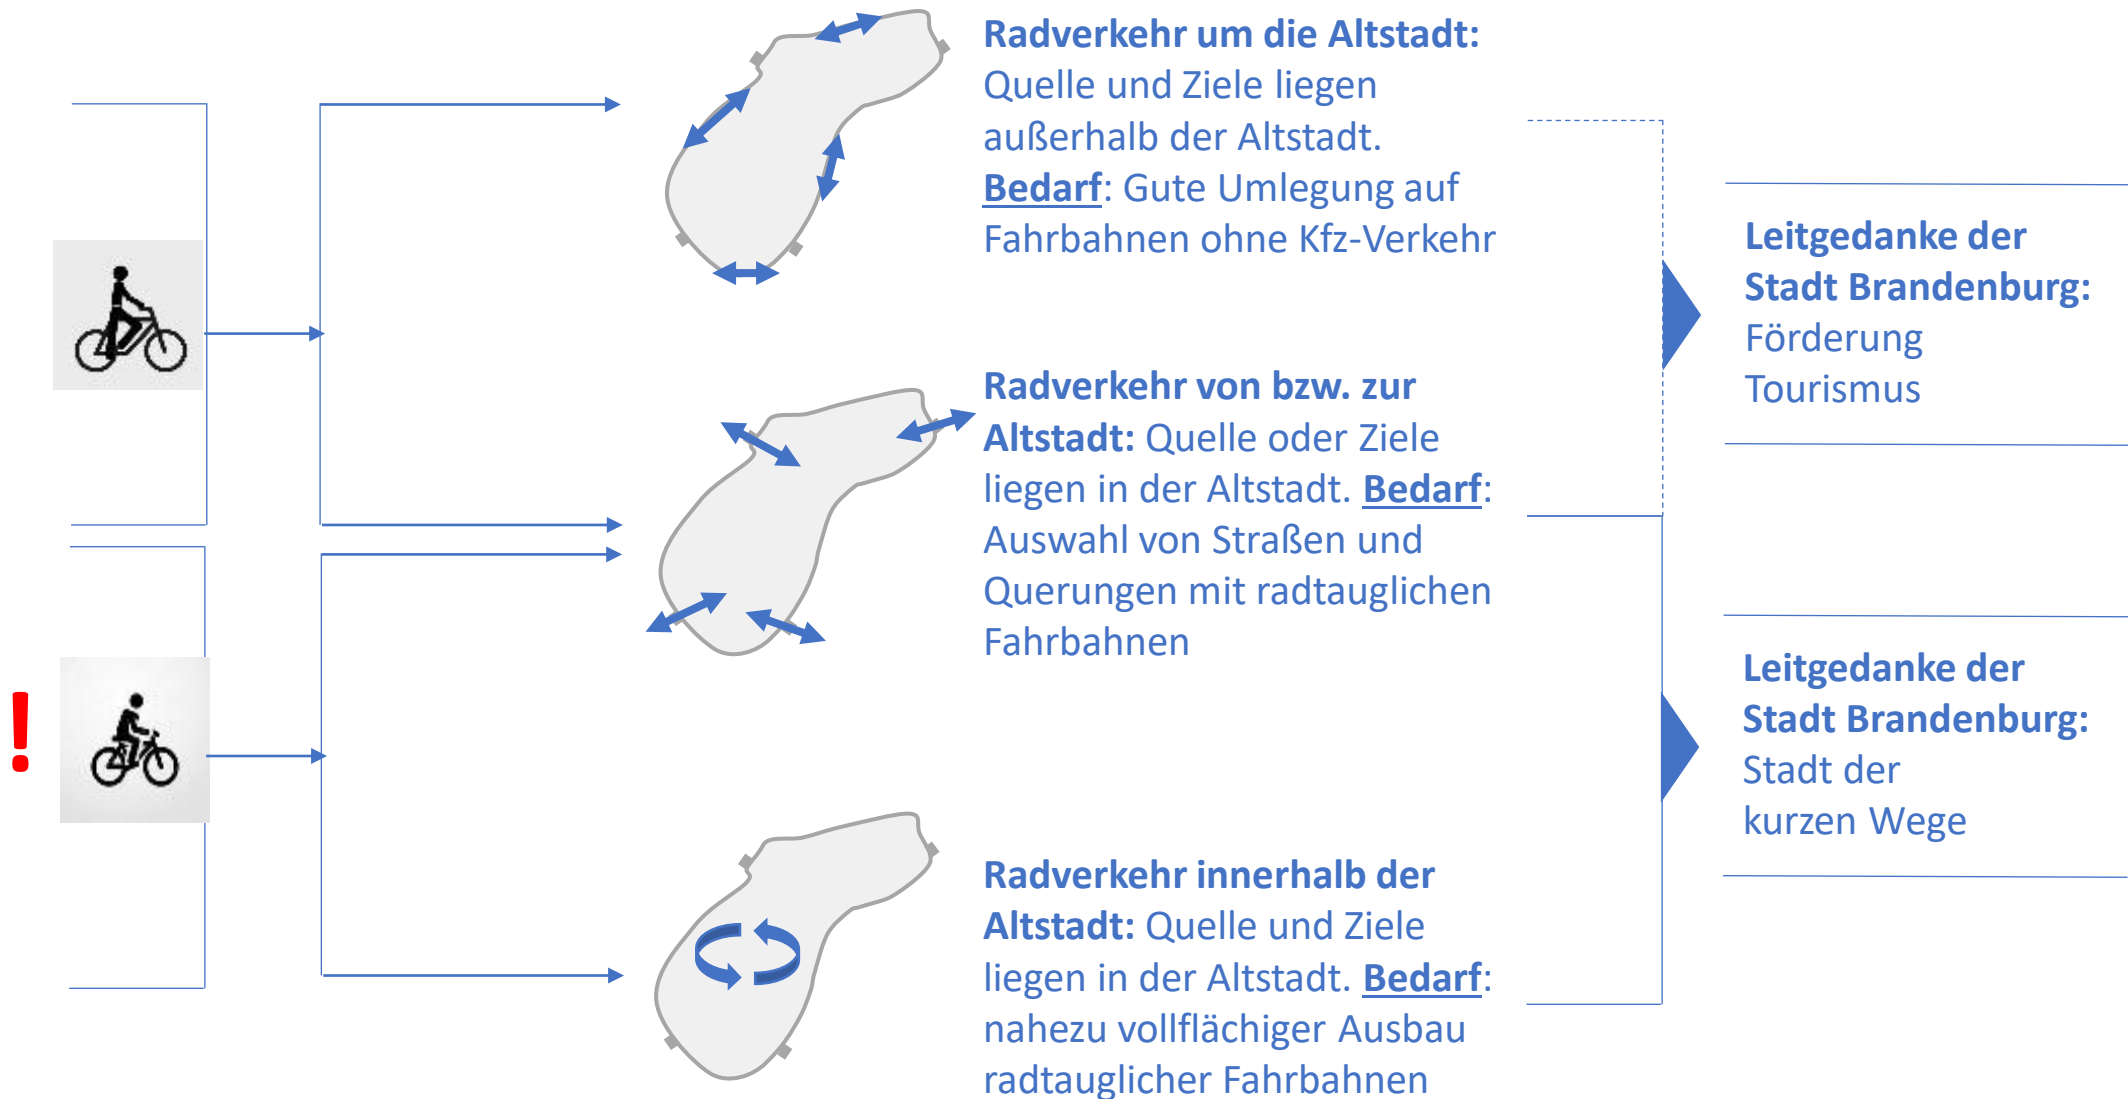 Radverkehr um die Altstadt:
Quelle und Ziele liegen
außerhalb der Altstadt.
Bedarf: Gute Umlegung auf
Fahrbahnen ohne Kfz-Verkehr
Radverkehr von bzw. zur
Altstadt: Quelle oder Ziele
liegen in der Altstadt. Bedarf:
Auswahl von Straßen und
Querungen mit radtauglichen
Fahrbahnen
!
Radverkehr innerhalb der
Altstadt: Quelle und Ziele
liegen in der Altstadt. Bedarf:
nahezu vollflächiger Ausbau
radtauglicher Fahrbahnen
Leitgedanke der
Stadt Brandenburg:
Förderung
Tourismus
Leitgedanke der
Stadt Brandenburg:
Stadt der
kurzen Wege